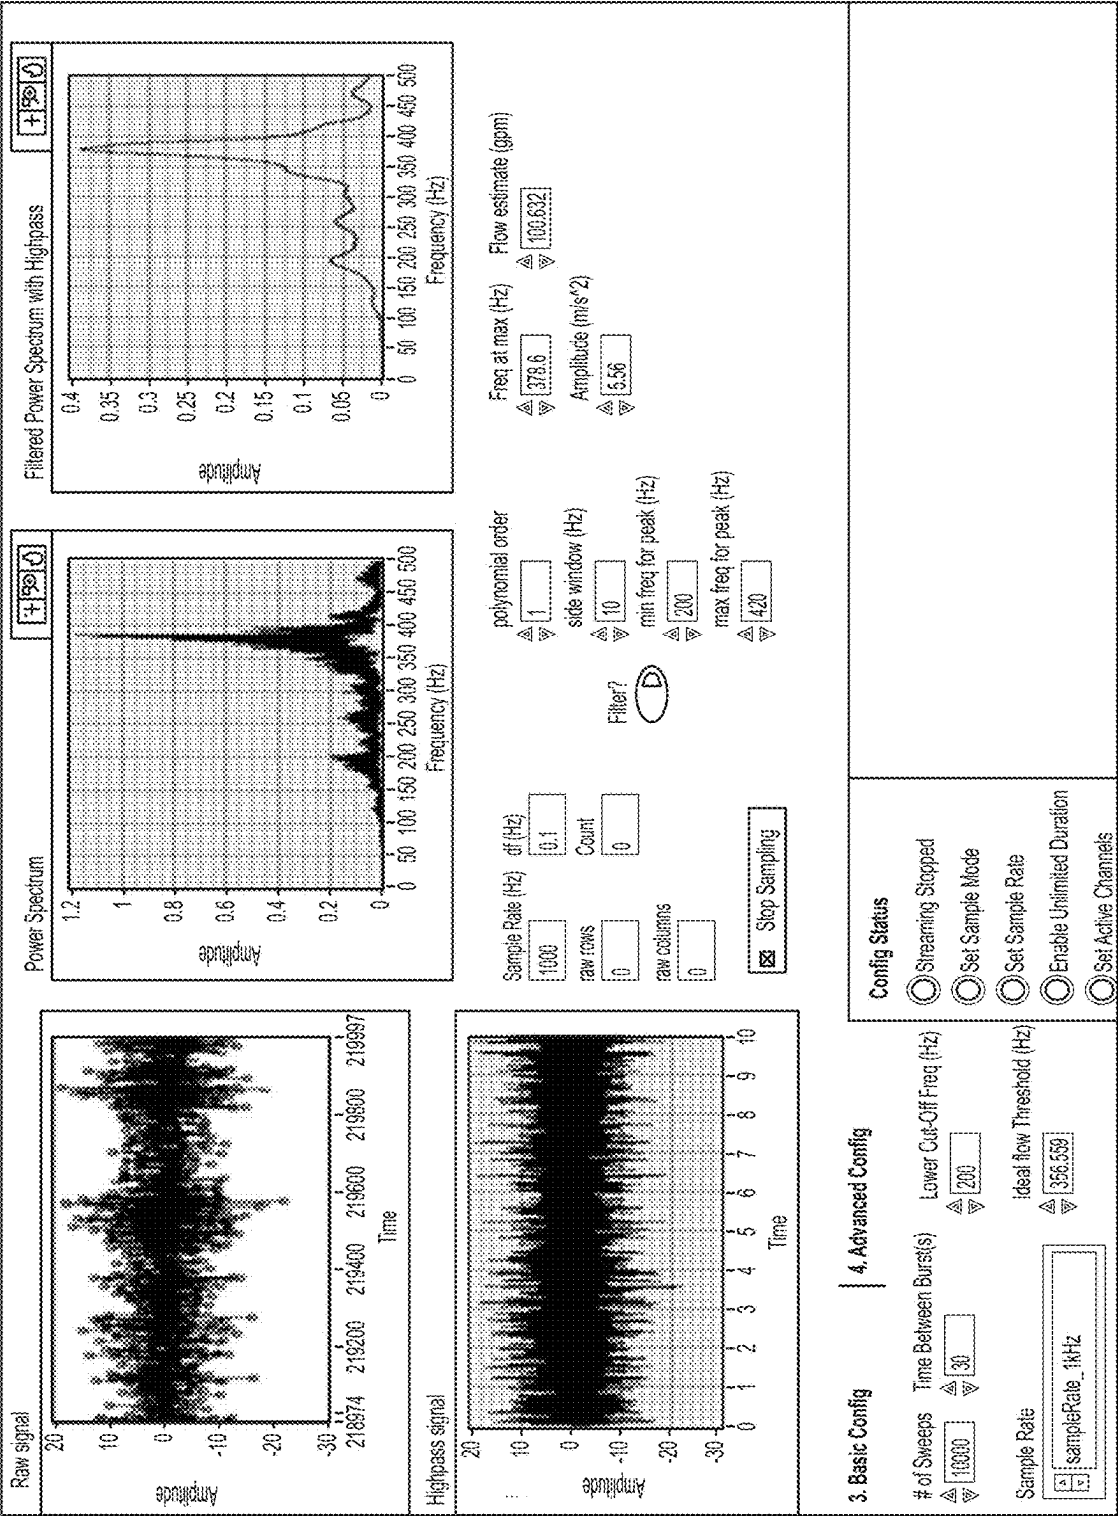 Raw signal
Amplitude
20
10
0
-10
-20
-30
218974 219200 219400 219600 219800 219997
Time
Highpass signal
Amplitude
20
10
0
-10
-20
-30
0 1 2 3 4 5 6 7 8 9 10
Time
Power Spectrum
Amplitude
1.2
1
0.8
0.6
0.4
0.2
0
0 50 100 150 200 250 300 350 400 450 500
Frequency (Hz)
Filtered Power Spectrum with Highpass
Amplitude
0.4
0.35
0.3
0.25
0.2
0.15
0.1
0.05
0
0 50 100 150 200 250 300 350 400 450 500
Frequency (Hz)
Sample Rate (Hz) df (Hz)
1000 0.1
raw rows Count
0 0
raw columns
0
Stop Sampling
Filter?
polynomial order
1
side window (Hz)
10
min freq for peak (Hz)
200
max freq for peak (Hz)
420
Freq at max (Hz) Flow estimate (gpm)
378.6 100.632
Amplitude (m/s^2)
5.56
3. Basic Config 4. Advanced Config
# of Sweeps Time Between Burst(s) Lower Cut-Off Freq (Hz)
10000 30 200
Sample Rate Ideal flow Threshold (Hz)
sampleRate_1kHz 356.559
Config Status
Streaming Stopped
Set Sample Mode
Set Sample Rate
Enable Unlimited Duration
Set Active Channels